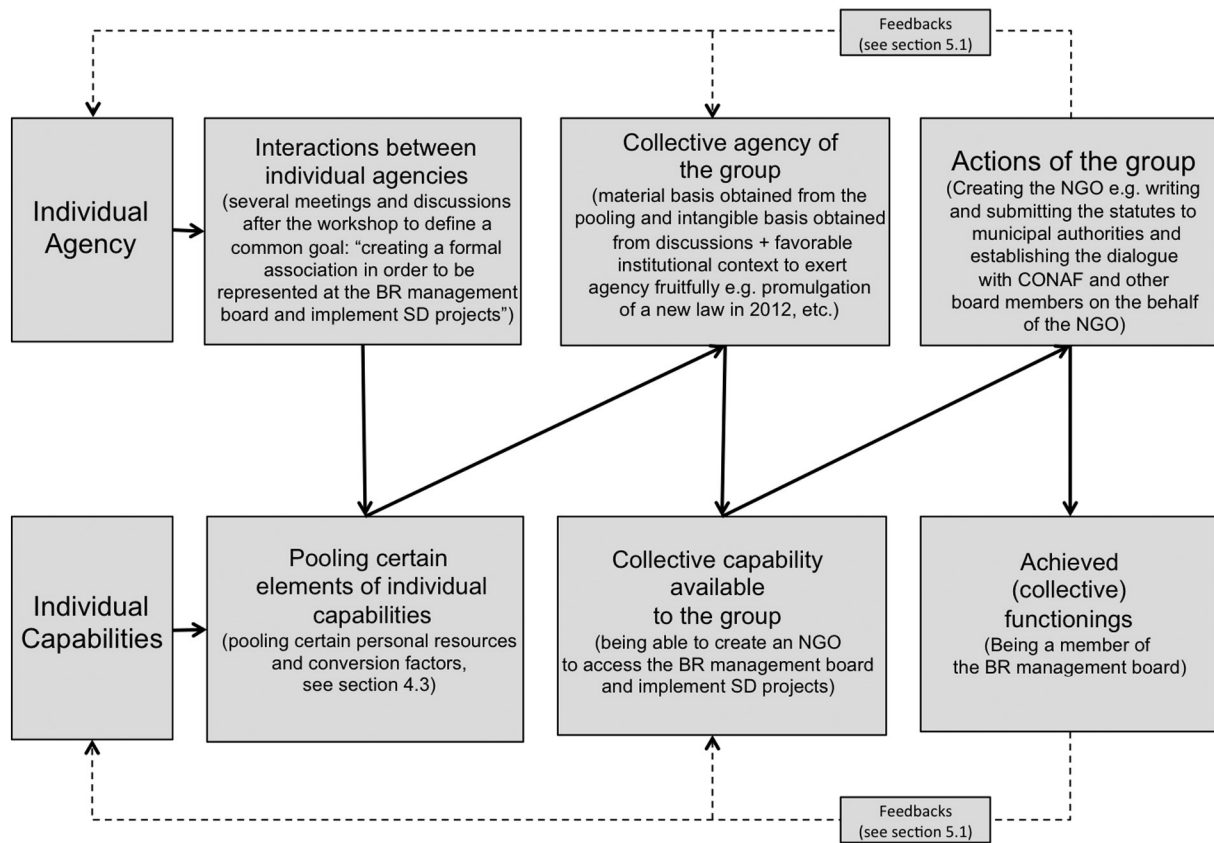 Feedbacks
(see section 5.1)
Individual
Agency
Interactions between
individual agencies
(several meetings and discussions
after the workshop to define a
common goal: “creating a formal
association in order to be
represented at the BR management
board and implement SD projects”)
Collective agency of
the group
(material basis obtained from the
pooling and intangible basis obtained
from discussions + favorable
institutional context to exert
agency fruitfully e.g. promulgation
of a new law in 2012, etc.)
Actions of the group
(Creating the NGO e.g. writing
and submitting the statutes to
municipal authorities and
establishing the dialogue
with CONAF and other
board members on the behalf
of the NGO)
Individual
Capabilities
Pooling certain
elements of individual
capabilities
(pooling certain personal resources
and conversion factors,
see section 4.3)
Collective capability
available
to the group
(being able to create an NGO
to access the BR management board
and implement SD projects)
Achieved
(collective)
functionings
(Being a member of
the BR management board)
Feedbacks
(see section 5.1)